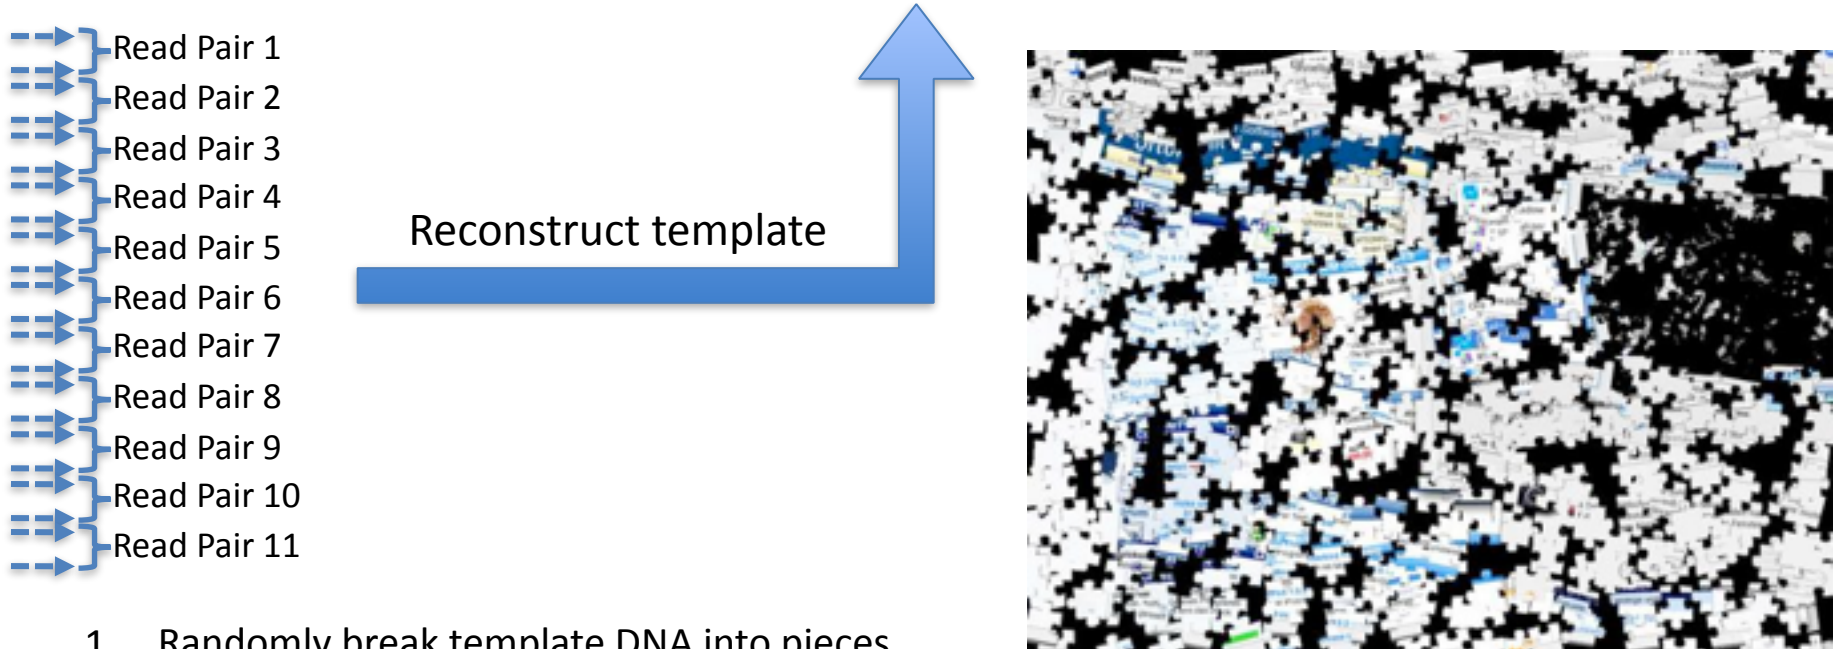 Read Pair 1
Read Pair 2
Read Pair 3
Read Pair 4
Read Pair 5
Read Pair 6
Read Pair 7
Read Pair 8
Read Pair 9
Read Pair 10
Read Pair 11
Reconstruct template
1 Randomly break template DNA into pieces